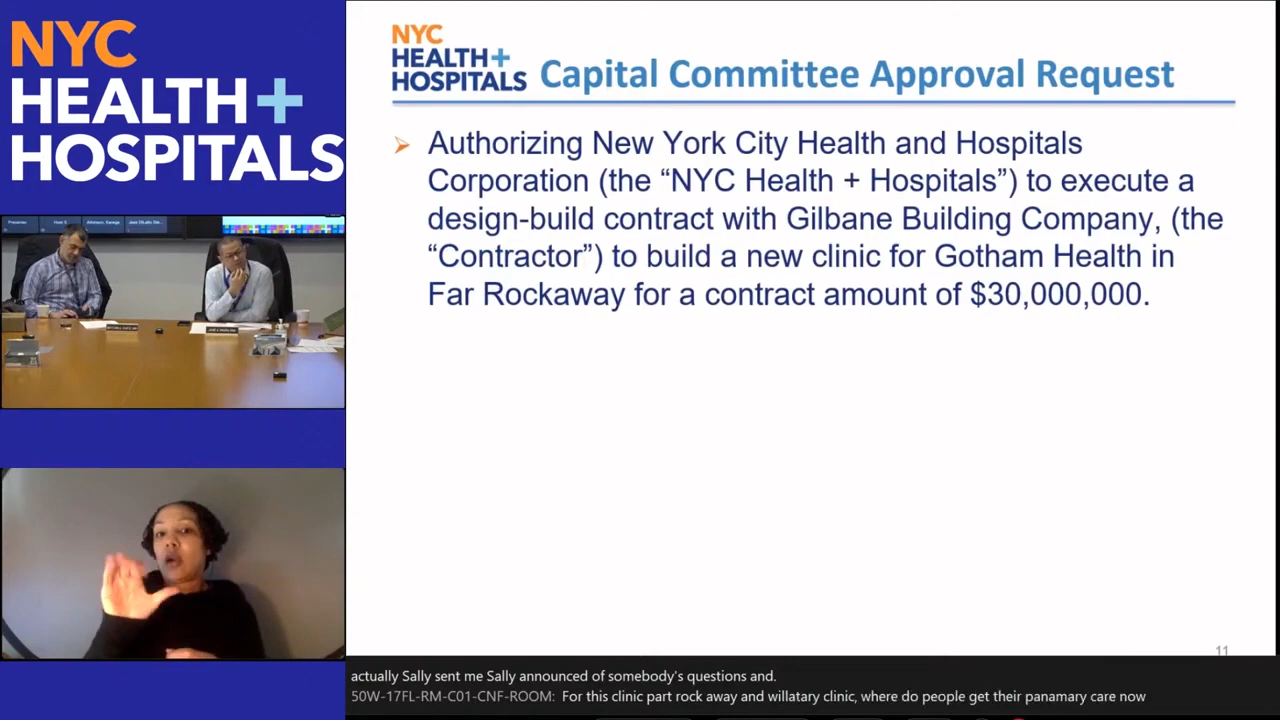 NYC
HEALTH+
HOSPITALS
NYC
HEALTH+
HOSPITALS
Capital Committee Approval Request
➢ Authorizing New York City Health and Hospitals
Corporation (the “NYC Health + Hospitals”) to execute a
design-build contract with Gilbane Building Company, (the
“Contractor”) to build a new clinic for Gotham Health in
Far Rockaway for a contract amount of $30,000,000.
11
actually Sally sent me Sally announced of somebody's questions and.
50W-17FL-RM-C01-CNF-ROOM: For this clinic part rock away and willatary clinic, where do people get their panamary care now